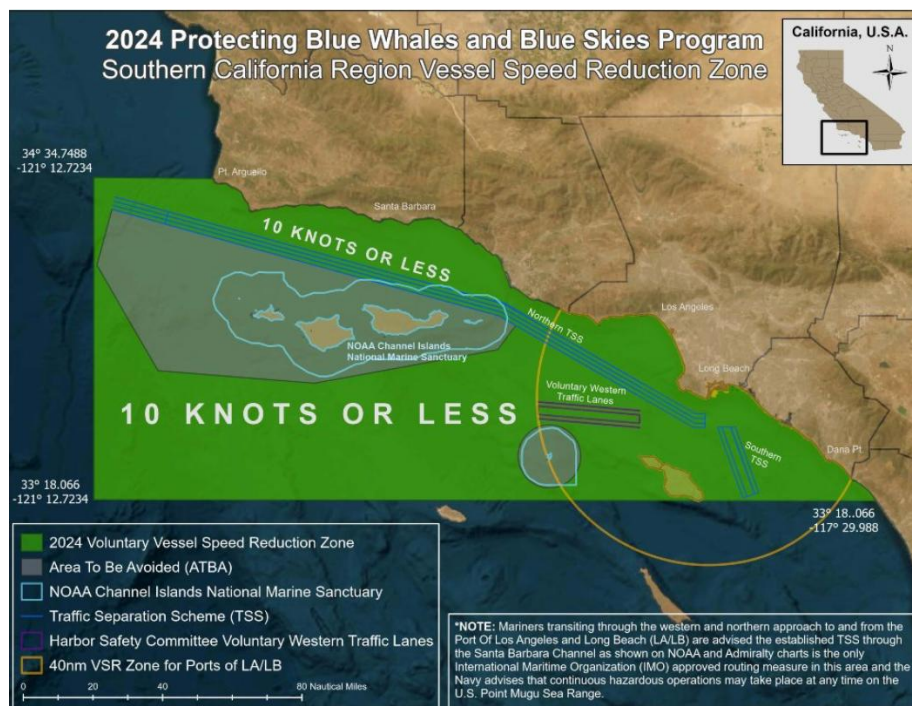 2024 Protecting Blue Whales and Blue Skies Program
Southern California Region Vessel Speed Reduction Zone
California, U.S.A.
N
34° 34.7488
-121° 12.7234
Pt. Arguello
Santa Barbara
10 KNOTS OR LESS
Los Angeles
Northern TSS
NOAA Channel Islands
National Marine Sanctuary
Long Beach
Voluntary Western
Traffic Lanes
10 KNOTS OR LESS
Southern
TSS
Dana Pt.
33° 18.066
-121° 12.7234
33° 18..066
-117° 29.988
2024 Voluntary Vessel Speed Reduction Zone
Area To Be Avoided (ATBA)
NOAA Channel Islands National Marine Sanctuary
Traffic Separation Scheme (TSS)
Harbor Safety Committee Voluntary Western Traffic Lanes
40nm VSR Zone for Ports of LA/LB
0 20 40 80 Nautical Miles
*NOTE: Mariners transiting through the western and northern approach to and from the
Port Of Los Angeles and Long Beach (LA/LB) are advised the established TSS through
the Santa Barbara Channel as shown on NOAA and Admiralty charts is the only
International Maritime Organization (IMO) approved routing measure in this area and the
Navy advises that continuous hazardous operations may take place at any time on the
U.S. Point Mugu Sea Range.